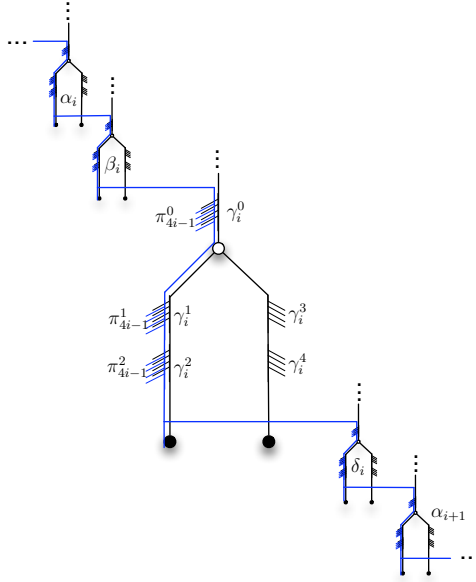 α_i
β_i
π^0_{4i−1} γ^0_i
π^1_{4i−1} γ^1_i γ^3_i
π^2_{4i−1} γ^2_i γ^4_i
δ_i
α_{i+1}